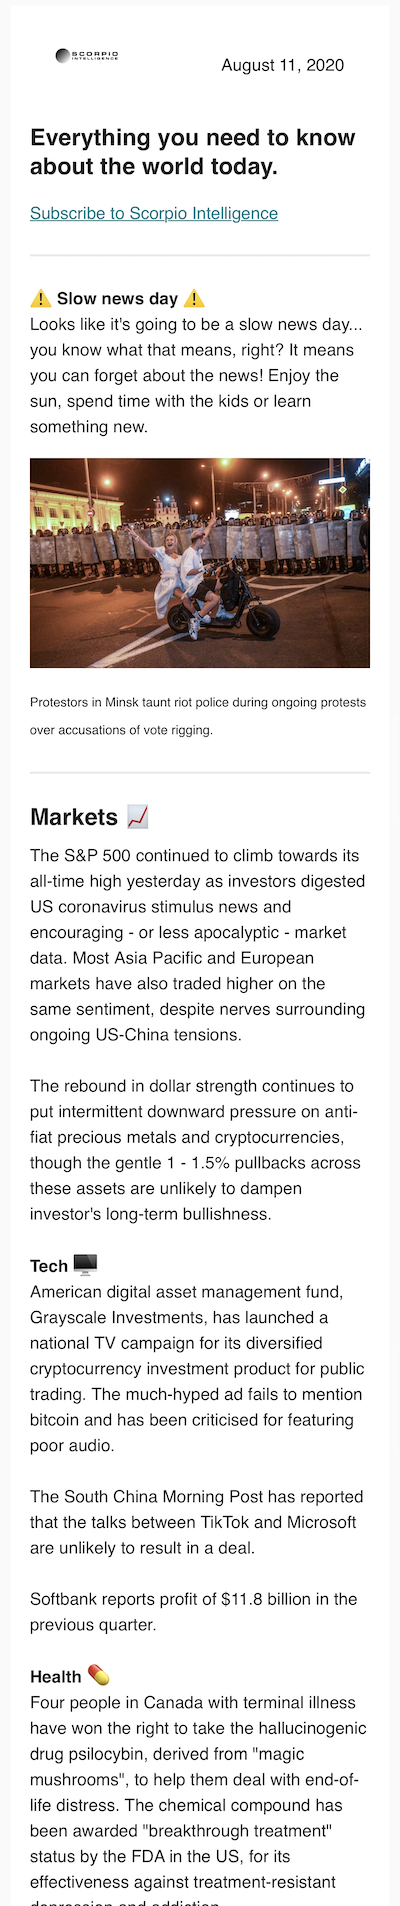 SCORPIO
INTELLIGENCE
August 11, 2020
Everything you need to know
about the world today.
Subscribe to Scorpio Intelligence
⚠️ Slow news day ⚠️
Looks like it's going to be a slow news day...
you know what that means, right? It means
you can forget about the news! Enjoy the
sun, spend time with the kids or learn
something new.
Protestors in Minsk taunt riot police during ongoing protests
over accusations of vote rigging.
Markets 📈
The S&P 500 continued to climb towards its
all-time high yesterday as investors digested
US coronavirus stimulus news and
encouraging - or less apocalyptic - market
data. Most Asia Pacific and European
markets have also traded higher on the
same sentiment, despite nerves surrounding
ongoing US-China tensions.
The rebound in dollar strength continues to
put intermittent downward pressure on anti-
fiat precious metals and cryptocurrencies,
though the gentle 1 - 1.5% pullbacks across
these assets are unlikely to dampen
investor's long-term bullishness.
Tech 🖥️
American digital asset management fund,
Grayscale Investments, has launched a
national TV campaign for its diversified
cryptocurrency investment product for public
trading. The much-hyped ad fails to mention
bitcoin and has been criticised for featuring
poor audio.
The South China Morning Post has reported
that the talks between TikTok and Microsoft
are unlikely to result in a deal.
Softbank reports profit of $11.8 billion in the
previous quarter.
Health 💊
Four people in Canada with terminal illness
have won the right to take the hallucinogenic
drug psilocybin, derived from "magic
mushrooms", to help them deal with end-of-
life distress. The chemical compound has
been awarded "breakthrough treatment"
status by the FDA in the US, for its
effectiveness against treatment-resistant
depression and addiction.